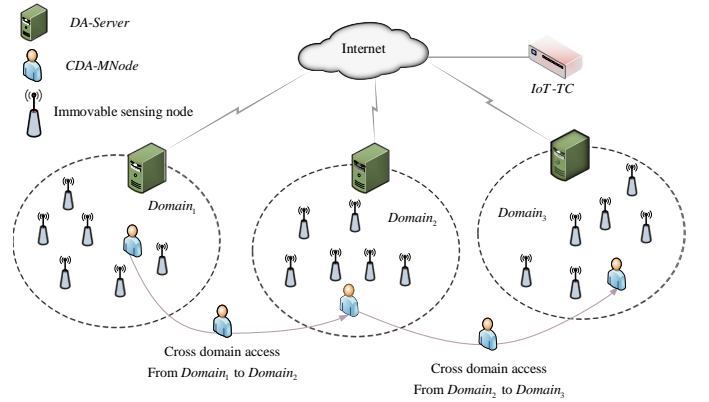 DA-Server
CDA-MNode
Immovable sensing node
Internet
IoT-TC
Domain₁
Domain₂
Domain₃
Cross domain access
From Domain₁ to Domain₂
Cross domain access
From Domain₂ to Domain₃